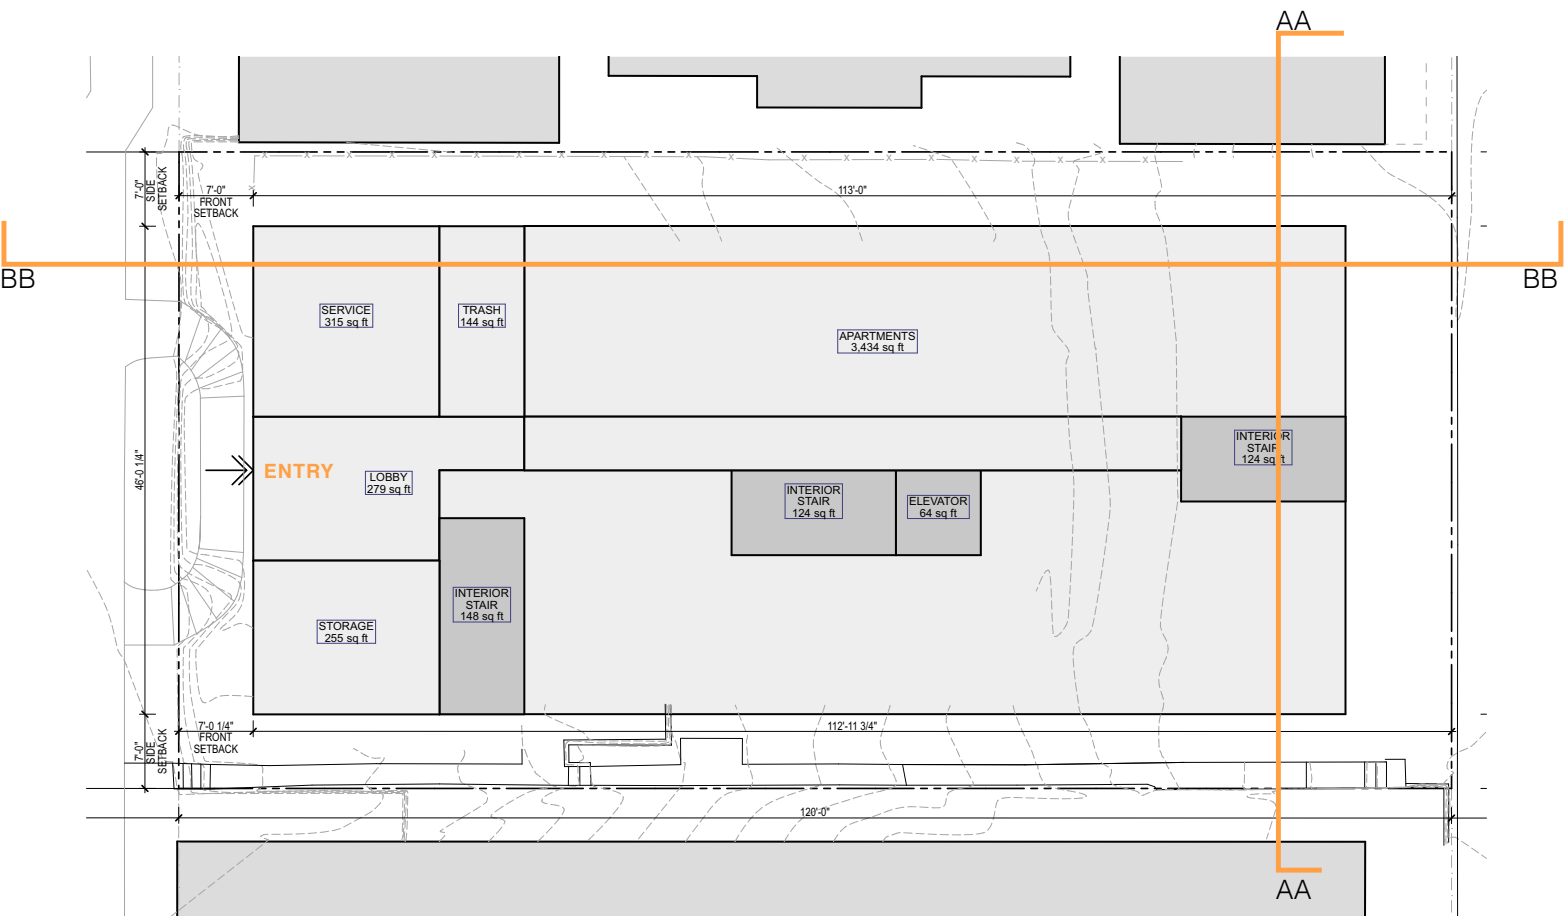 AA
7'-0"
SIDE
SETBACK
7'-0"
FRONT
SETBACK
113'-0"
BB
BB
SERVICE
315 sq ft
TRASH
144 sq ft
APARTMENTS
3,434 sq ft
46'-0 1/4"
ENTRY
LOBBY
279 sq ft
INTERIOR
STAIR
124 sq ft
INTERIOR
STAIR
124 sq ft
ELEVATOR
64 sq ft
INTERIOR
STAIR
148 sq ft
STORAGE
255 sq ft
7'-0"
SIDE
SETBACK
7'-0 1/4"
FRONT
SETBACK
112'-11 3/4"
120'-0"
AA